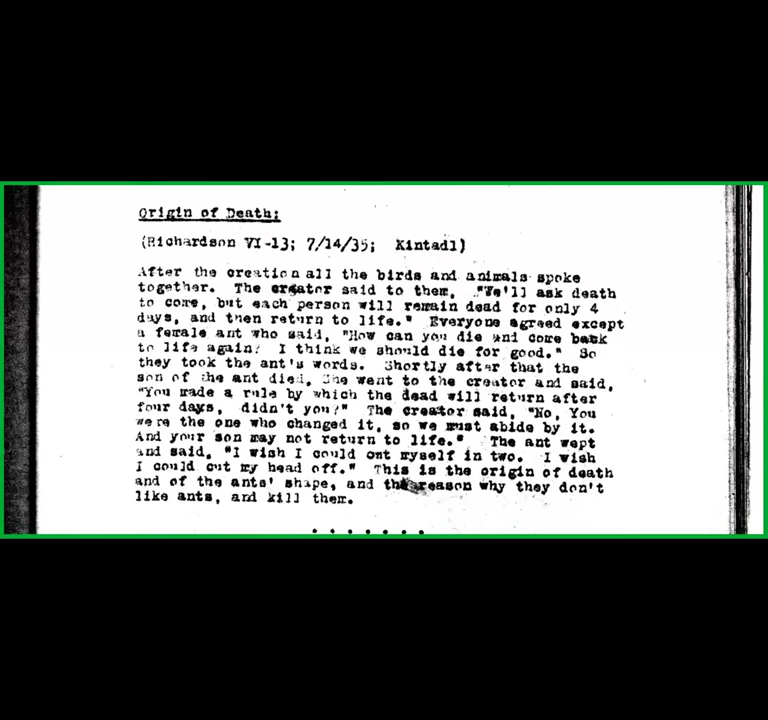 Origin of Death;
(Richardson VI-13; 7/14/35; Kintadl)
After the creation all the birds and animals spoke
together. The creator said to them, "We'll ask death
to come, but each person will remain dead for only 4
days, and then return to life." Everyone agreed except
a female ant who said, "How can you die and come back
to life again? I think we should die for good." So
they took the ant's words. Shortly after that the
son of the ant died. She went to the creator and said,
"You made a rule by which the dead will return after
four days, didn't you?" The creator said, "No, You
were the one who changed it, so we must abide by it.
And your son may not return to life." The ant wept
and said, "I wish I could cut myself in two. I wish
I could cut my head off." This is the origin of death
and of the ants' shape, and the reason why they don't
like ants, and kill them.